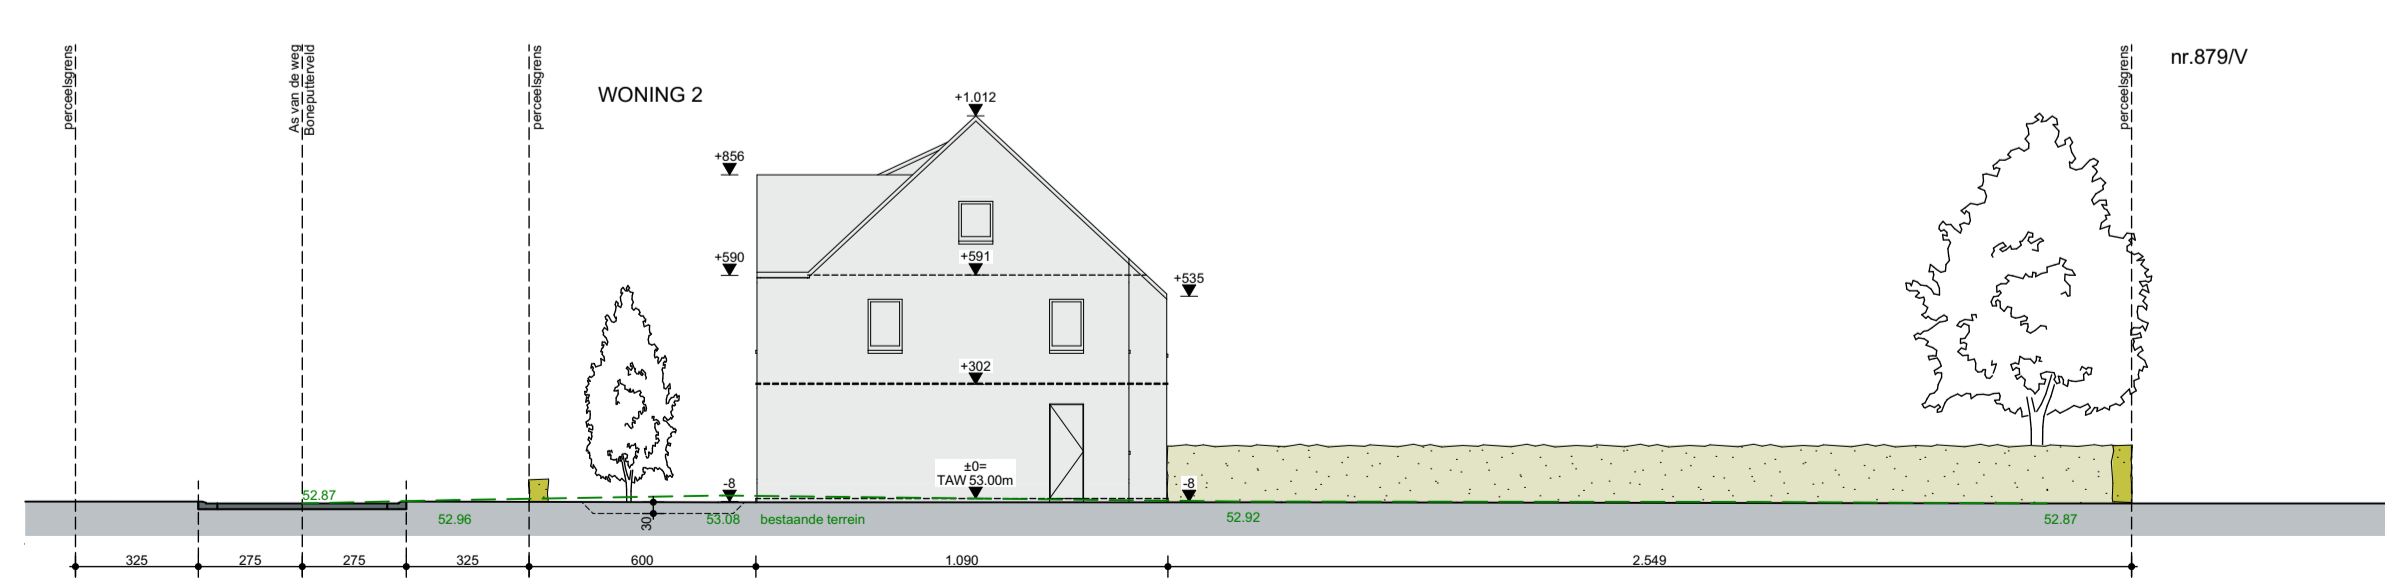 perceelsgrens
As van de weg
Boneputterveld
perceelsgrens
WONING 2
perceelsgrens
nr.879/V
+1.012
+856
+590
+591
+535
+302
±0=
TAW 53.00m
-8
-8
52.87
52.96
30
53.08
bestaande terrein
52.92
52.87
325
275
275
325
600
1.090
2.549